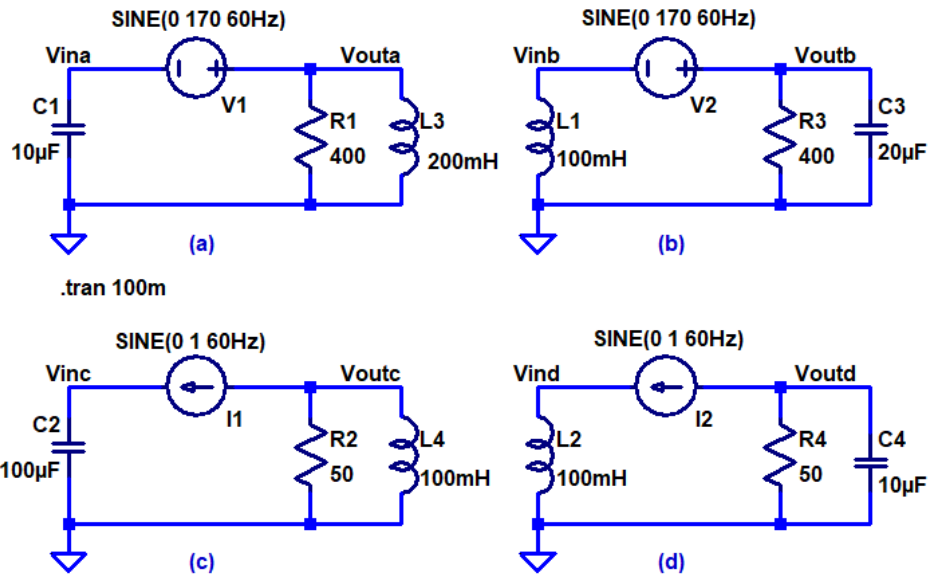 SINE(0 170 60Hz)
Vina
Vouta
V1
C1
10µF
R1
400
L3
200mH
(a)
SINE(0 170 60Hz)
Vinb
Voutb
V2
L1
100mH
R3
400
C3
20µF
(b)
.tran 100m
SINE(0 1 60Hz)
Vinc
Voutc
I1
C2
100µF
R2
50
L4
100mH
(c)
SINE(0 1 60Hz)
Vind
Voutd
I2
L2
100mH
R4
50
C4
10µF
(d)